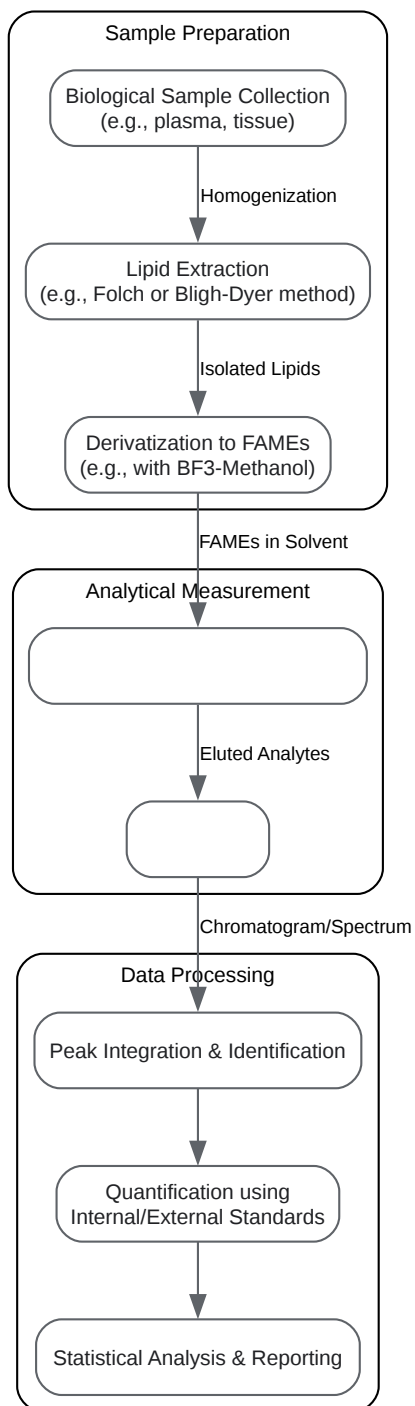 Sample Preparation
Biological Sample Collection
(e.g., plasma, tissue)
Homogenization
Lipid Extraction
(e.g., Folch or Bligh-Dyer method)
Isolated Lipids
Derivatization to FAMEs
(e.g., with BF3-Methanol)
FAMEs in Solvent
Analytical Measurement
Eluted Analytes
Chromatogram/Spectrum
Data Processing
Peak Integration & Identification
Quantification using
Internal/External Standards
Statistical Analysis & Reporting